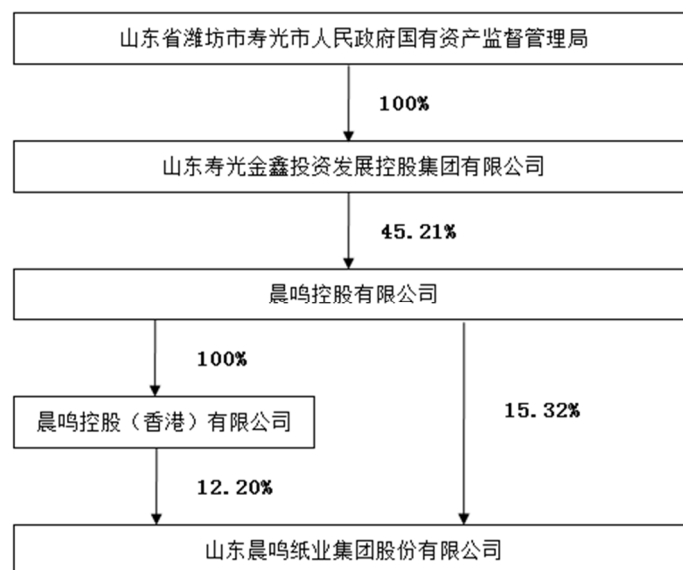 山东省潍坊市寿光市人民政府国有资产监督管理局
100%
山东寿光金鑫投资发展控股集团有限公司
45.21%
晨鸣控股有限公司
100%
15.32%
晨鸣控股（香港）有限公司
12.20%
山东晨鸣纸业集团股份有限公司